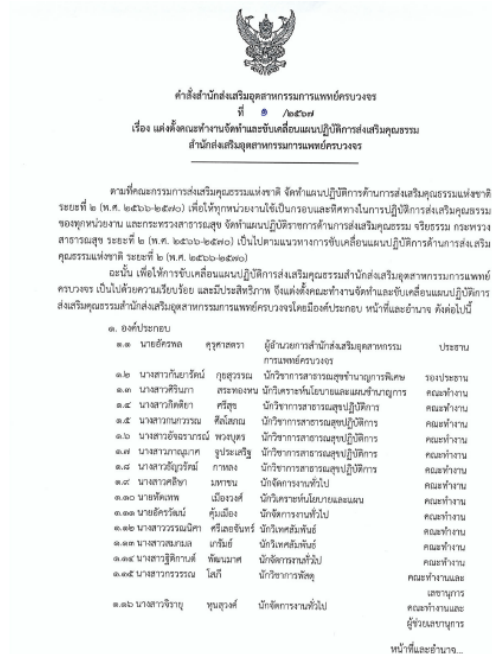 คำสั่งสำนักส่งเสริมอุตสาหกรรมการแพทย์ครบวงจร
ที่ ๑ /๒๕๖๗
เรื่อง แต่งตั้งคณะทำงานจัดทำและขับเคลื่อนแผนปฏิบัติการส่งเสริมคุณธรรม
สำนักส่งเสริมอุตสาหกรรมการแพทย์ครบวงจร
ตามที่คณะกรรมการส่งเสริมคุณธรรมแห่งชาติ จัดทำแผนปฏิบัติการด้านการส่งเสริมคุณธรรมแห่งชาติ
ระยะที่ ๒ (พ.ศ. ๒๕๖๖-๒๕๗๐) เพื่อให้ทุกหน่วยงานใช้เป็นกรอบและทิศทางในการปฏิบัติการส่งเสริมคุณธรรม
ของทุกหน่วยงาน และกระทรวงสาธารณสุข จัดทำแผนปฏิบัติราชการด้านการส่งเสริมคุณธรรม จริยธรรม กระทรวง
สาธารณสุข ระยะที่ ๒ (พ.ศ. ๒๕๖๖-๒๕๗๐) เป็นไปตามแนวทางการขับเคลื่อนแผนปฏิบัติการด้านการส่งเสริม
คุณธรรมแห่งชาติ ระยะที่ ๒ (พ.ศ. ๒๕๖๖-๒๕๗๐)
ฉะนั้น เพื่อให้การขับเคลื่อนแผนปฏิบัติการส่งเสริมคุณธรรมสำนักส่งเสริมอุตสาหกรรมการแพทย์
ครบวงจร เป็นไปด้วยความเรียบร้อย และมีประสิทธิภาพ จึงแต่งตั้งคณะทำงานจัดทำและขับเคลื่อนแผนปฏิบัติการ
ส่งเสริมคุณธรรมสำนักส่งเสริมอุตสาหกรรมการแพทย์ครบวงจรโดยมีองค์ประกอบ หน้าที่และอำนาจ ดังต่อไปนี้
๑. องค์ประกอบ
๑.๑ นายอัครพล คุรุศาสตรา ผู้อำนวยการสำนักส่งเสริมอุตสาหกรรม ประธาน
การแพทย์ครบวงจร
๑.๒ นางสาวกันยารัตน์ กุยสุวรรณ นักวิชาการสาธารณสุขชำนาญการพิเศษ รองประธาน
๑.๓ นางสาวศิรินภา สระทองหน นักวิเคราะห์นโยบายและแผนชำนาญการ คณะทำงาน
๑.๔ นางสาวกิตติยา ศรีสุข นักวิชาการสาธารณสุขปฏิบัติการ คณะทำงาน
๑.๕ นางสาวกนกวรรณ ศีลโสภณ นักวิชาการสาธารณสุขปฏิบัติการ คณะทำงาน
๑.๖ นางสาวอัจฉราภรณ์ พวงบุตร นักวิชาการสาธารณสุขปฏิบัติการ คณะทำงาน
๑.๗ นางสาวภาณุมาศ จูประเสริฐ นักวิชาการสาธารณสุขปฏิบัติการ คณะทำงาน
๑.๘ นางสาวธัญวรัตม์ กาหลง นักวิชาการสาธารณสุขปฏิบัติการ คณะทำงาน
๑.๙ นางสาวคลิษา มหาชน นักจัดการงานทั่วไป คณะทำงาน
๑.๑๐ นายทัดเทพ เมืองวงค์ นักวิเคราะห์นโยบายและแผน คณะทำงาน
๑.๑๑ นายอัครวัฒน์ คุ้มเมือง นักจัดการงานทั่วไป คณะทำงาน
๑.๑๒ นางสาววรรณนิศา ศรีเลอจันทร์ นักวิเทศสัมพันธ์ คณะทำงาน
๑.๑๓ นางสาวสมกมล นักวิเทศสัมพันธ์ คณะทำงาน
๑.๑๔ นางสาวฐิติกานต์ พัฒนมาศ นักจัดการงานทั่วไป คณะทำงาน
๑.๑๕ นางสาวกรวรรณ โสภี นักวิชาการพัสดุ คณะทำงานและ
เลขานุการ
๑.๑๖ นางสาวจิรายุ ทุนสุวงค์ นักจัดการงานทั่วไป คณะทำงานและ
ผู้ช่วยเลขานุการ
หน้าที่และอำนาจ...